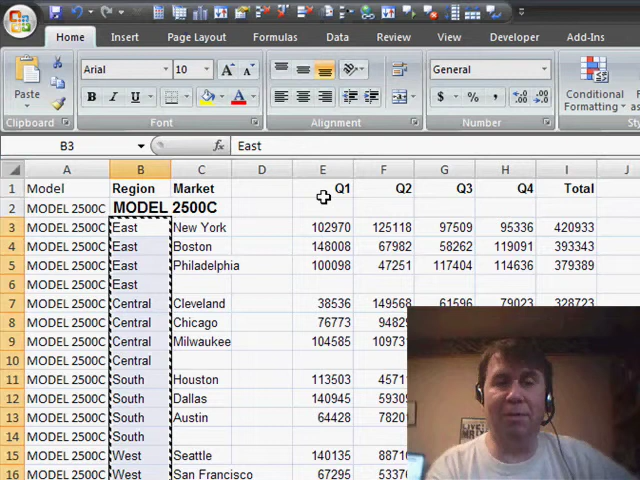 Home Insert Page Layout Formulas Data Review View Developer Add-Ins
Arial 10 A A General
Paste B I U A $ % , Conditional Formatting
Clipboard Font Alignment Number
B3 fx East
A B C D E F G H I J
1 Model Region Market Q1 Q2 Q3 Q4 Total
2 MODEL 2500C MODEL 2500C
3 MODEL 2500C East New York 102970 125118 97509 95336 420933
4 MODEL 2500C East Boston 148008 67982 58262 119091 393343
5 MODEL 2500C East Philadelphia 100098 47251 117404 114636 379389
6 MODEL 2500C East
7 MODEL 2500C Central Cleveland 38536 149568 61596 79023 328723
8 MODEL 2500C Central Chicago 76773 94829
9 MODEL 2500C Central Milwaukee 104585 10973
10 MODEL 2500C Central
11 MODEL 2500C South Houston 113503 4571
12 MODEL 2500C South Dallas 140945 5930
13 MODEL 2500C South Austin 64428 7820
14 MODEL 2500C South
15 MODEL 2500C West Seattle 140135 8871
16 MODEL 2500C West San Francisco 67295 5337